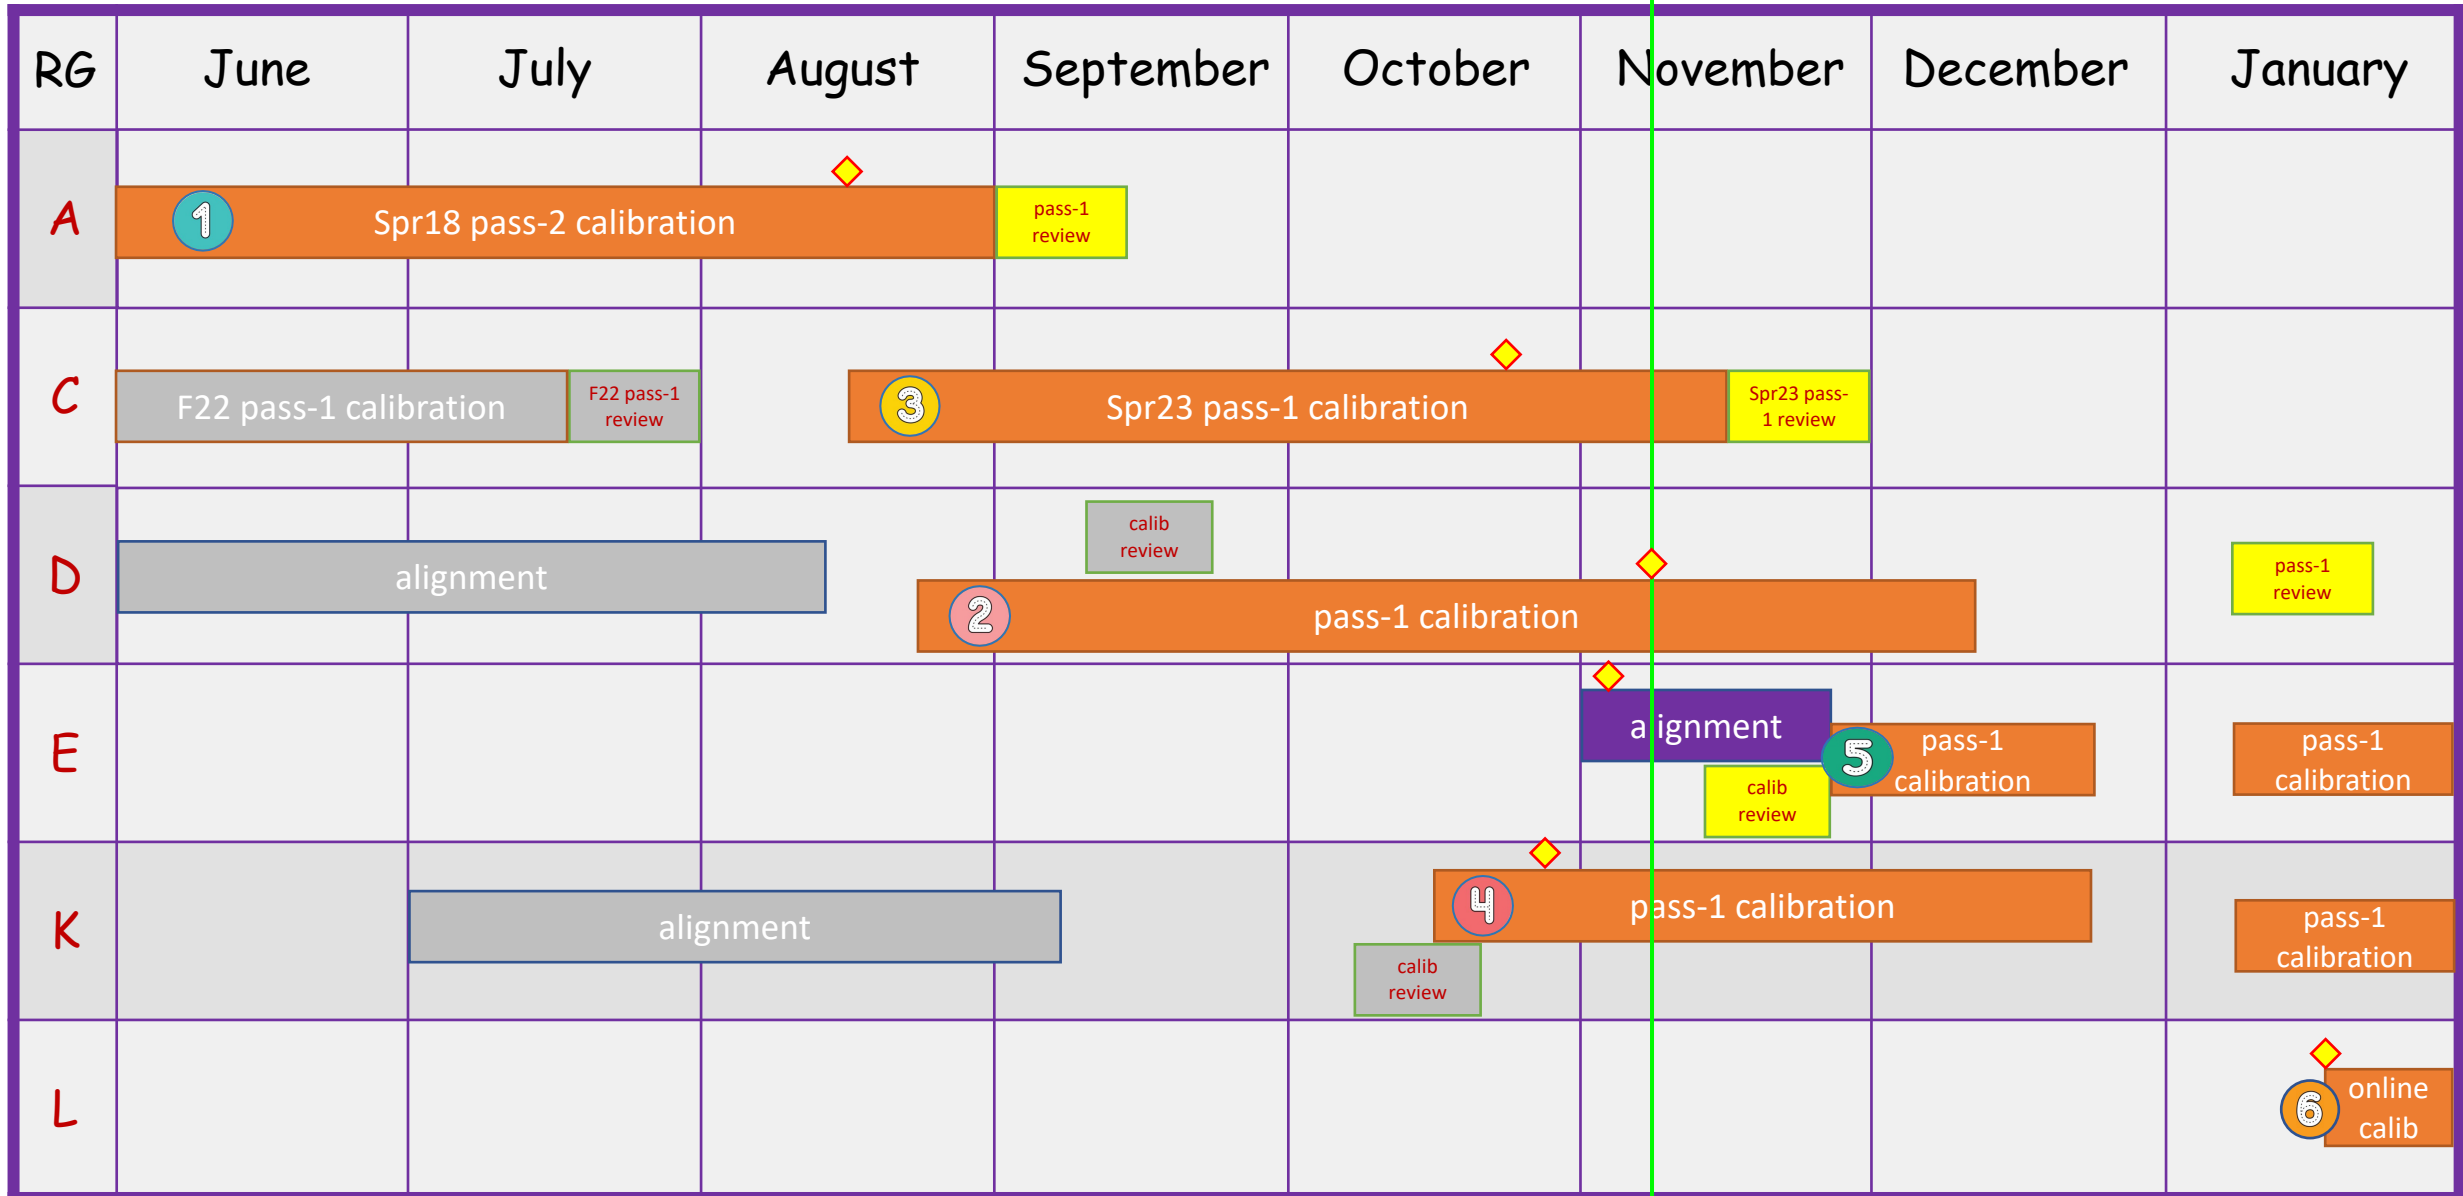 RG June July August September October November December January
A
1 Spr18 pass-2 calibration
pass-1
review
C
F22 pass-1 calibration
F22 pass-1
review
3 Spr23 pass-1 calibration
Spr23 pass-
1 review
D
alignment
calib
review
2 pass-1 calibration
pass-1
review
E
alignment
calib
review
5
pass-1
calibration
pass-1
calibration
K
alignment
calib
review
4 pass-1 calibration
pass-1
calibration
L
6
online
calib